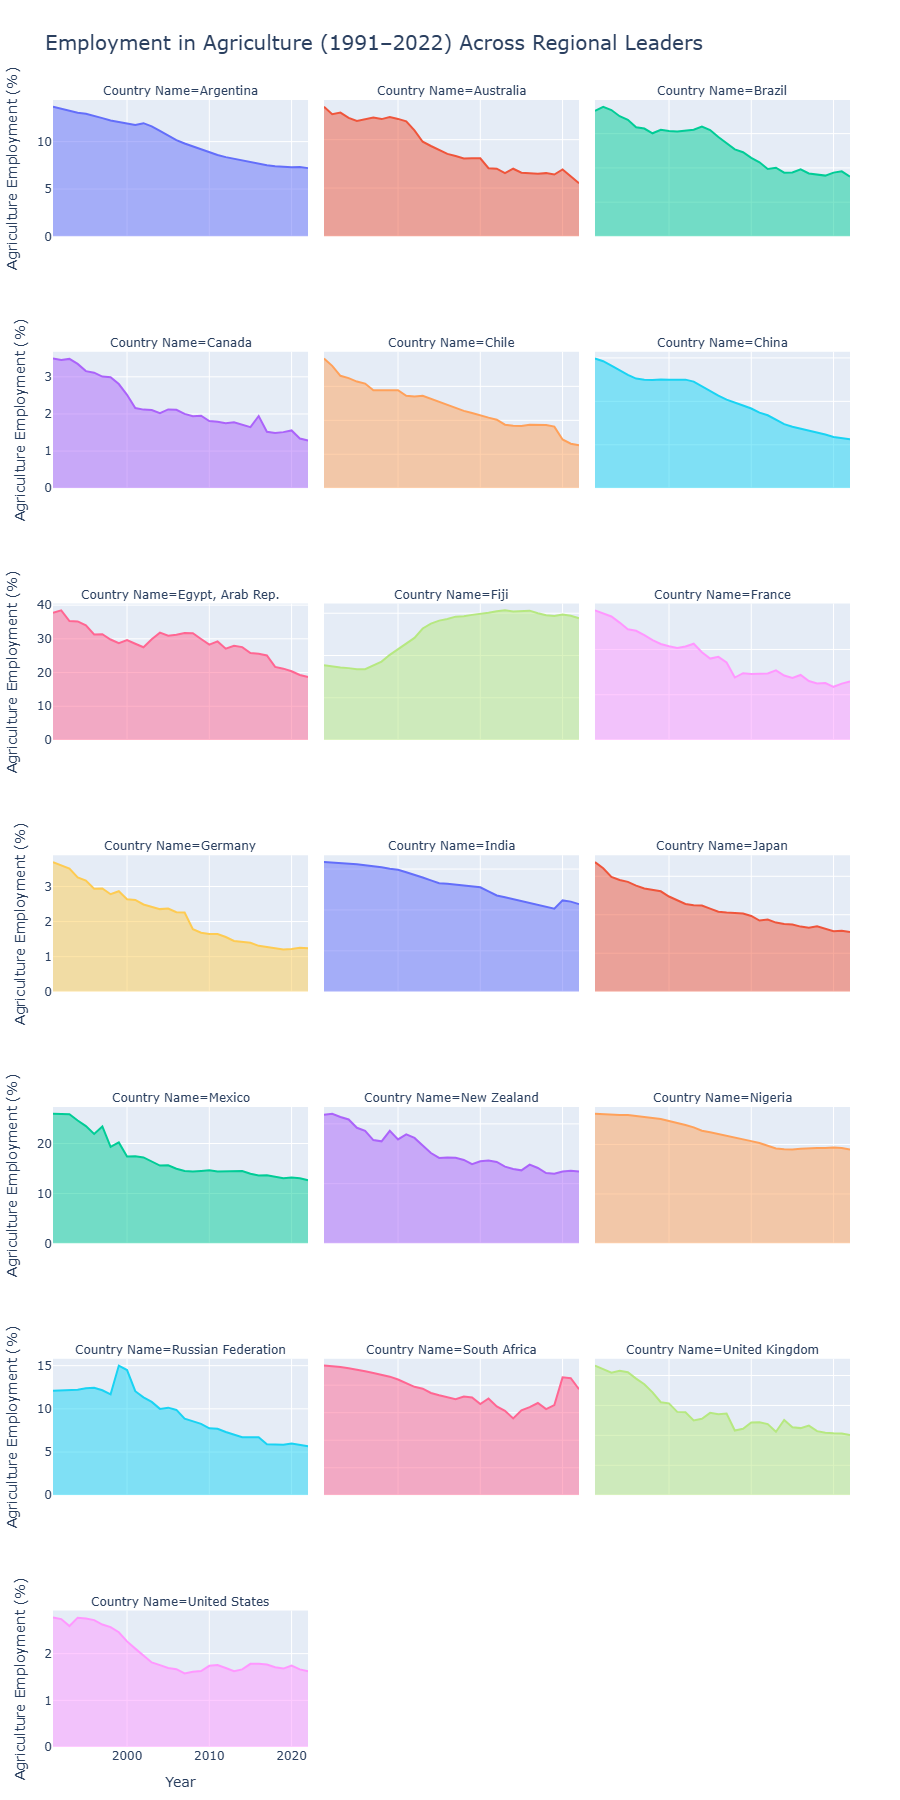 Employment in Agriculture (1991–2022) Across Regional Leaders
Country Name=Argentina
Country Name=Australia
Country Name=Brazil
Agriculture Employment (%)
10
5
0
Country Name=Canada
Country Name=Chile
Country Name=China
Agriculture Employment (%)
3
2
1
0
Country Name=Egypt, Arab Rep.
Country Name=Fiji
Country Name=France
Agriculture Employment (%)
40
30
20
10
0
Country Name=Germany
Country Name=India
Country Name=Japan
Agriculture Employment (%)
3
2
1
0
Country Name=Mexico
Country Name=New Zealand
Country Name=Nigeria
Agriculture Employment (%)
20
10
0
Country Name=Russian Federation
Country Name=South Africa
Country Name=United Kingdom
Agriculture Employment (%)
15
10
5
0
Country Name=United States
Agriculture Employment (%)
2
1
0
2000 2010 2020
Year